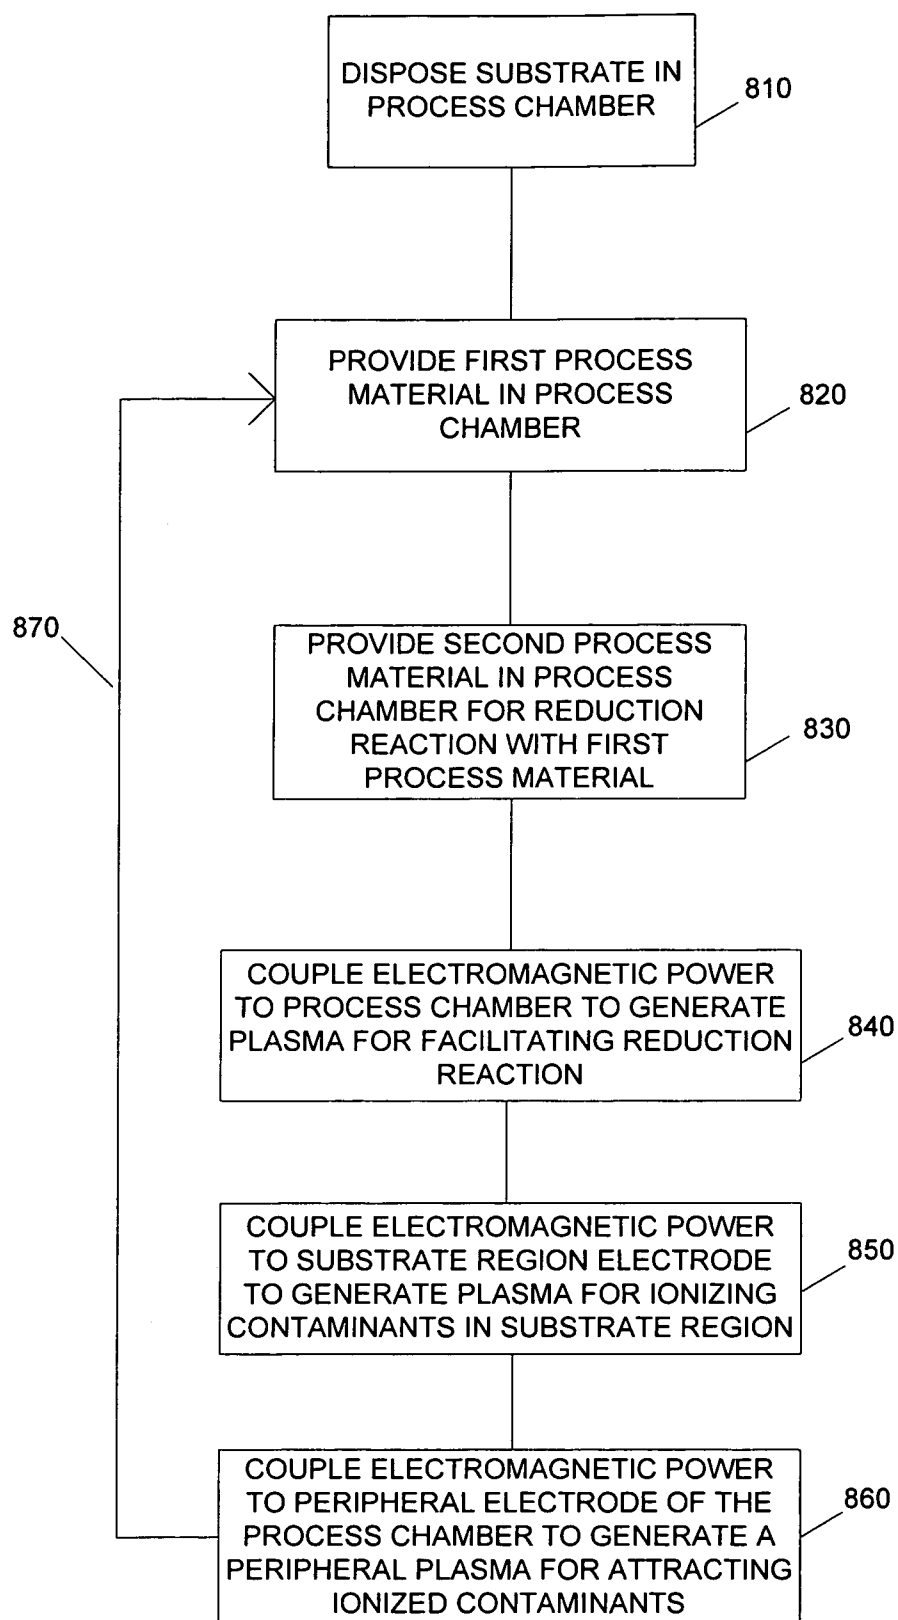 DISPOSE SUBSTRATE IN
PROCESS CHAMBER
810
PROVIDE FIRST PROCESS
MATERIAL IN PROCESS
CHAMBER
820
870
PROVIDE SECOND PROCESS
MATERIAL IN PROCESS
CHAMBER FOR REDUCTION
REACTION WITH FIRST
PROCESS MATERIAL
830
COUPLE ELECTROMAGNETIC POWER
TO PROCESS CHAMBER TO GENERATE
PLASMA FOR FACILITATING REDUCTION
REACTION
840
COUPLE ELECTROMAGNETIC POWER
TO SUBSTRATE REGION ELECTRODE
TO GENERATE PLASMA FOR IONIZING
CONTAMINANTS IN SUBSTRATE REGION
850
COUPLE ELECTROMAGNETIC POWER
TO PERIPHERAL ELECTRODE OF THE
PROCESS CHAMBER TO GENERATE A
PERIPHERAL PLASMA FOR ATTRACTING
IONIZED CONTAMINANTS
860